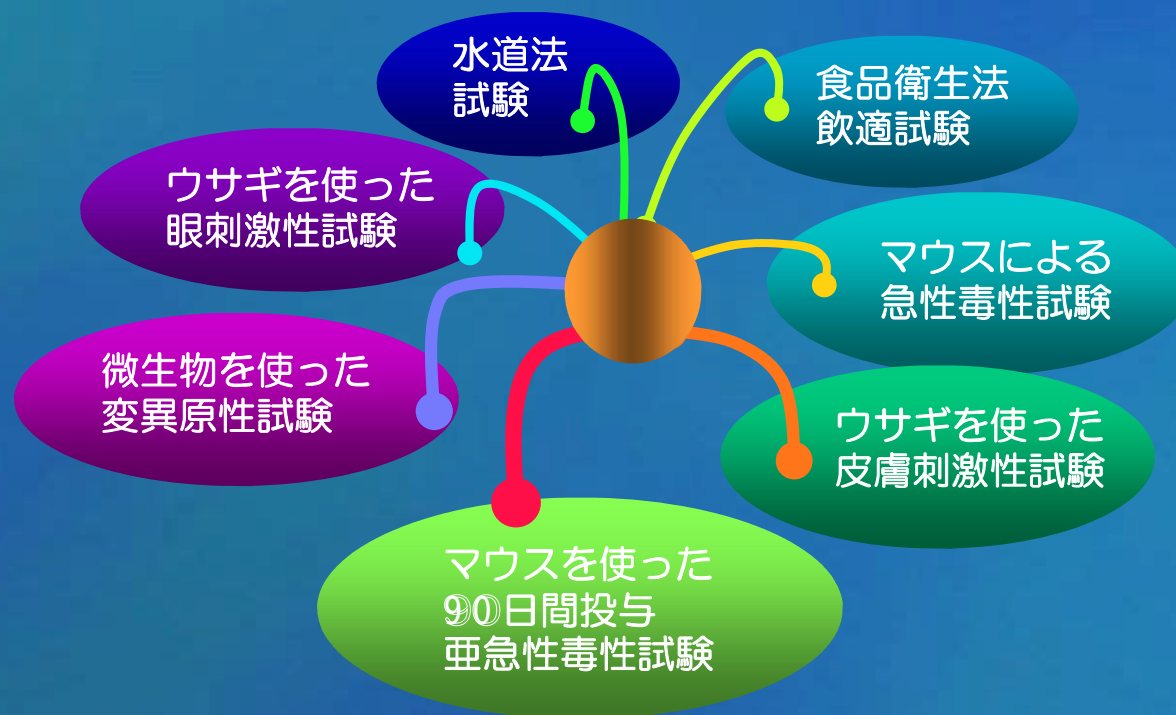 水道法
試験
食品衛生法
飲適試験
ウサギを使った
眼刺激性試験
マウスによる
急性毒性試験
微生物を使った
変異原性試験
ウサギを使った
皮膚刺激性試験
マウスを使った
90日間投与
亜急性毒性試験